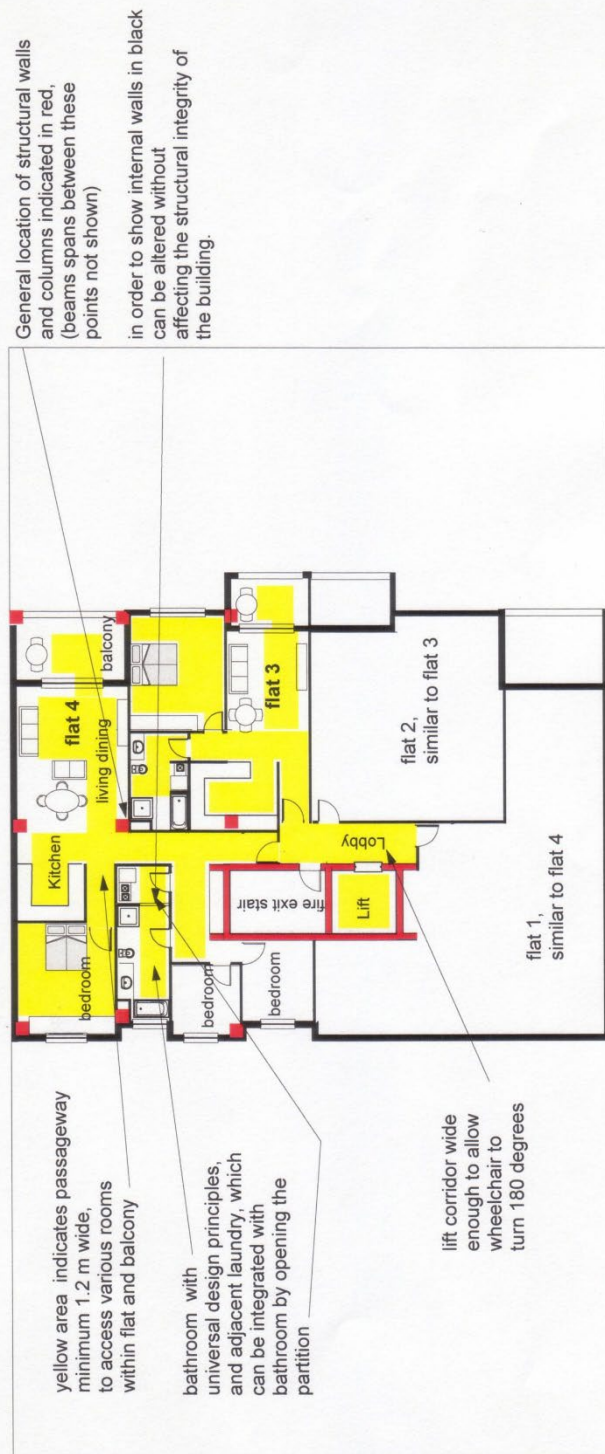 General location of structural walls
and columns indicated in red,
(beams spans between these
points not shown)
in order to show internal walls in black
can be altered without
affecting the structural integrity of
the building.
yellow area indicates passageway
minimum 1.2 m wide,
to access various rooms
within flat and balcony
bathroom with
universal design principles,
and adjacent laundry, which
can be integrated with
bathroom by opening the
partition
lift corridor wide
enough to allow
wheelchair to
turn 180 degrees
bedroom
Kitchen
living dining
flat 4
balcony
bedroom
bedroom
fire exit stair
Lift
Lobby
flat 3
flat 2,
similar to flat 3
flat 1,
similar to flat 4